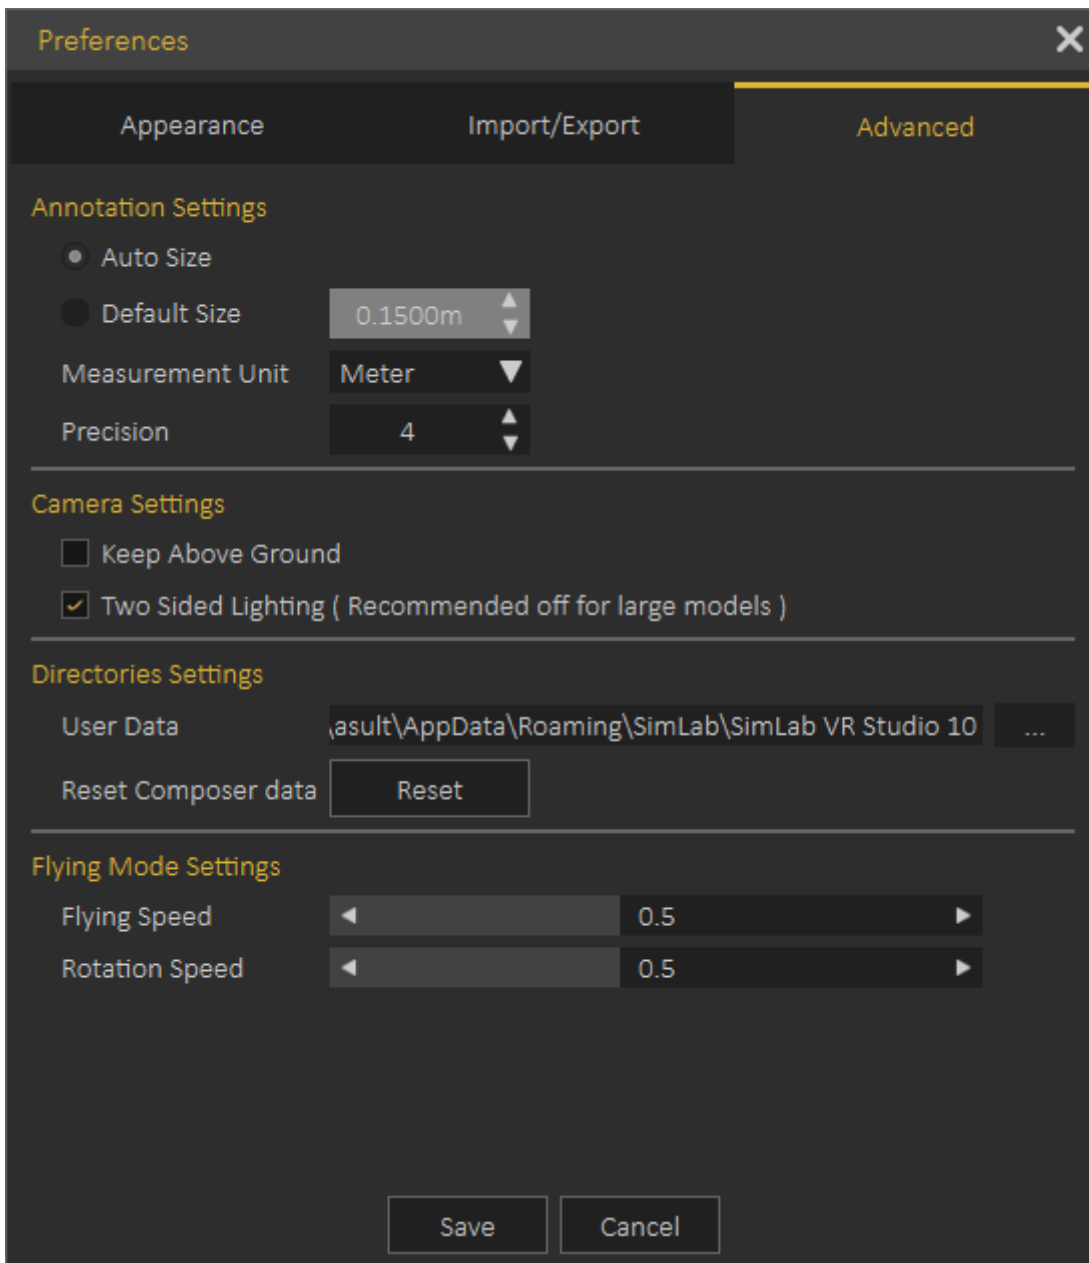 Preferences
Appearance Import/Export Advanced
Annotation Settings
Auto Size
Default Size 0.1500m
Measurement Unit Meter
Precision 4
Camera Settings
Keep Above Ground
Two Sided Lighting ( Recommended off for large models )
Directories Settings
User Data \asult\AppData\Roaming\SimLab\SimLab VR Studio 10 ...
Reset Composer data Reset
Flying Mode Settings
Flying Speed 0.5
Rotation Speed 0.5
Save Cancel